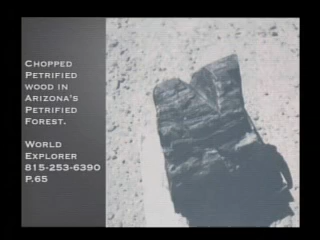 Chopped
Petrified
wood in
Arizona's
Petrified
Forest.
World
Explorer
815-253-6390
P.65